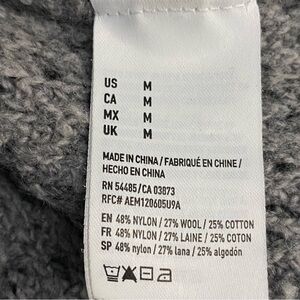 US M
CA M
MX M
UK M
MADE IN CHINA / FABRIQUÉ EN CHINE /
HECHO EN CHINA
RN 54485/CA 03873
RFC# AEM120605U9A
EN 48% NYLON / 27% WOOL / 25% COTTON
FR 48% NYLON / 27% LAINE / 25% COTON
SP 48% nylon / 27% lana / 25% algodón